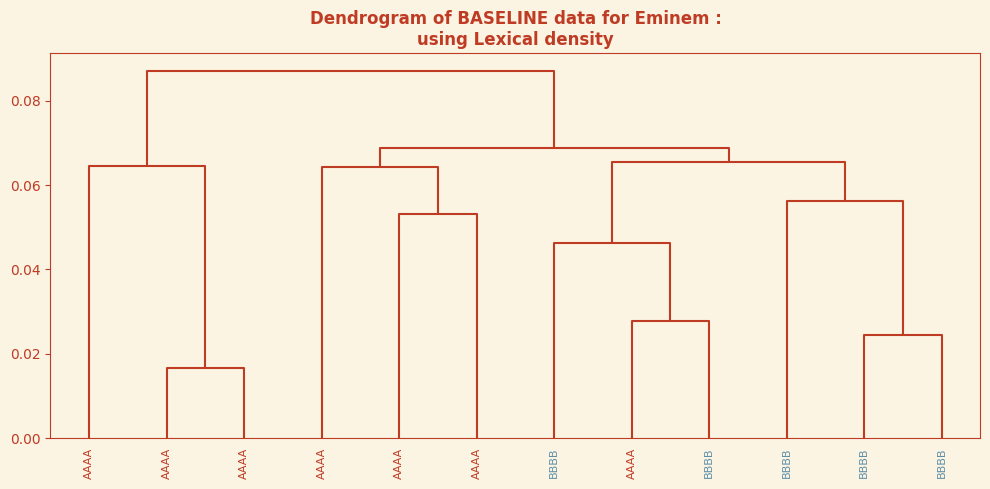 Dendrogram of BASELINE data for Eminem :
using Lexical density
0.08
0.06
0.04
0.02
0.00
AAAA AAAA AAAA AAAA AAAA AAAA BBBB AAAA BBBB BBBB BBBB BBBB